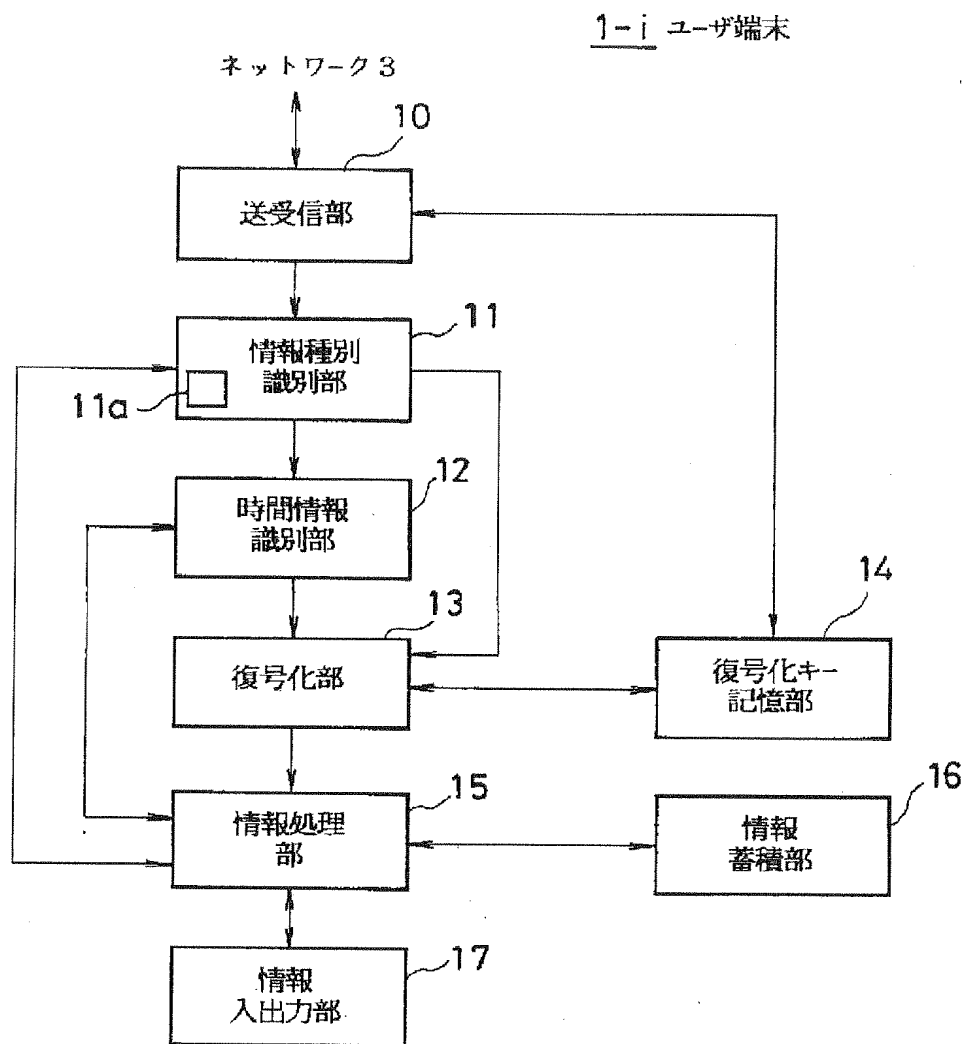 1-i ユーザ端末
ネットワーク3
10
送受信部
11
情報種別
識別部
11a
12
時間情報
識別部
13
復号化部
14
復号化キー
記憶部
15
情報処理
部
16
情報
蓄積部
17
情報
入出力部